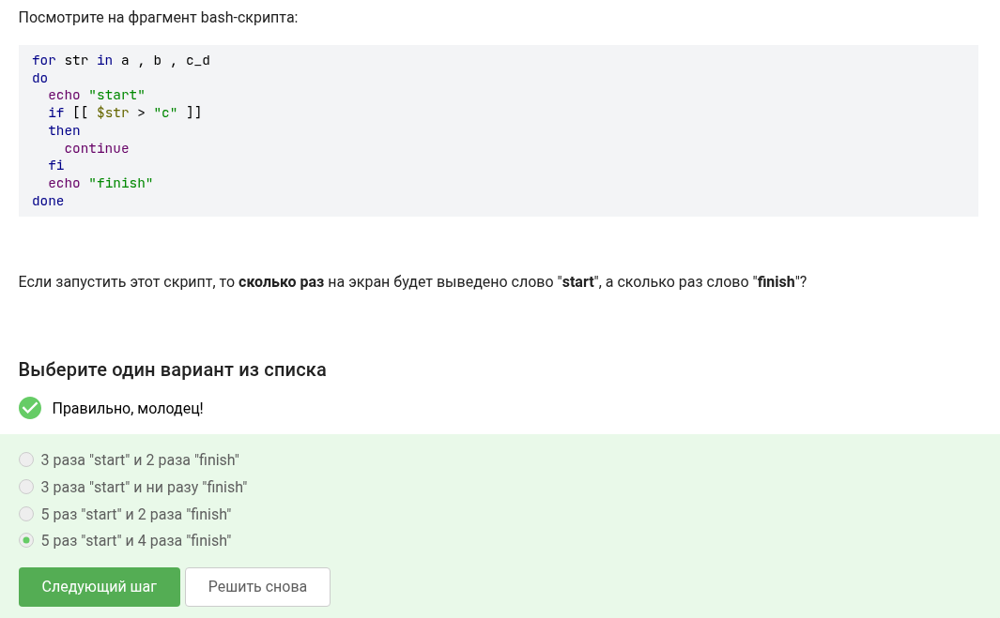 Посмотрите на фрагмент bash-скрипта:
for str in a , b , c_d
do
  echo "start"
  if [[ $str > "c" ]]
  then
    continue
  fi
  echo "finish"
done
Если запустить этот скрипт, то сколько раз на экран будет выведено слово "start", а сколько раз слово "finish"?
Выберите один вариант из списка
Правильно, молодец!
3 раза "start" и 2 раза "finish"
3 раза "start" и ни разу "finish"
5 раз "start" и 2 раза "finish"
5 раз "start" и 4 раза "finish"
Следующий шаг Решить снова